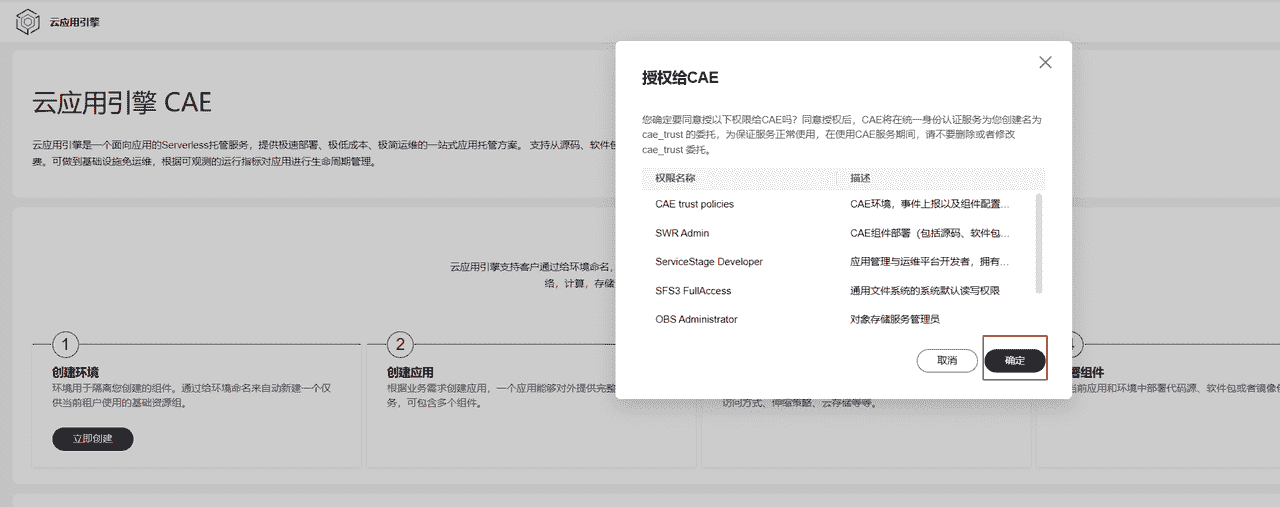 云应用引擎
云应用引擎 CAE
云应用引擎是一个面向应用的Serverless托管服务，提供极速部署、极低成本、极简运维的一站式应用托管方案。 支持从源码、软件包
费。可做到基础设施免运维，根据可观测的运行指标对应用进行生命周期管理。
云应用引擎支持客户通过给环境命名，
络，计算，存储
1
创建环境
环境用于隔离您创建的组件。通过给环境命名来自动新建一个仅
供当前租户使用的基础资源组。
立即创建
2
创建应用
根据业务需求创建应用，一个应用能够对外提供完整
务，可包含多个组件。
访问方式、伸缩策略、云存储等等。
署组件
当前应用和环境中部署代码源、软件包或者镜像
授权给CAE
您确定要同意授以下权限给CAE吗？同意授权后，CAE将在统一身份认证服务为您创建名为
cae_trust 的委托，为保证服务正常使用，在使用CAE服务期间，请不要删除或者修改
cae_trust 委托。
权限名称 描述
CAE trust policies CAE环境，事件上报以及组件配置...
SWR Admin CAE组件部署（包括源码、软件包...
ServiceStage Developer 应用管理与运维平台开发者，拥有...
SFS3 FullAccess 通用文件系统的系统默认读写权限
OBS Administrator 对象存储服务管理员
取消 确定